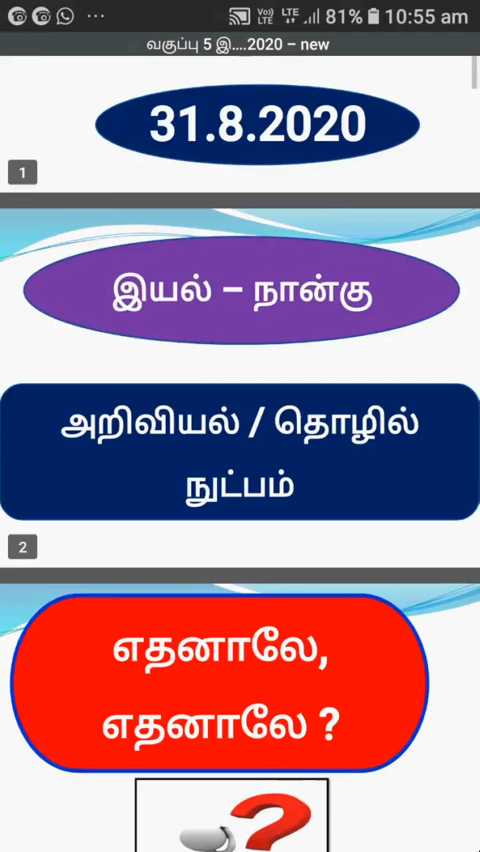 81% 10:55 am
வகுப்பு 5 இ....2020 – new
31.8.2020
1
இயல் – நான்கு
அறிவியல் / தொழில்
நுட்பம்
2
எதனாலே,
எதனாலே ?
?